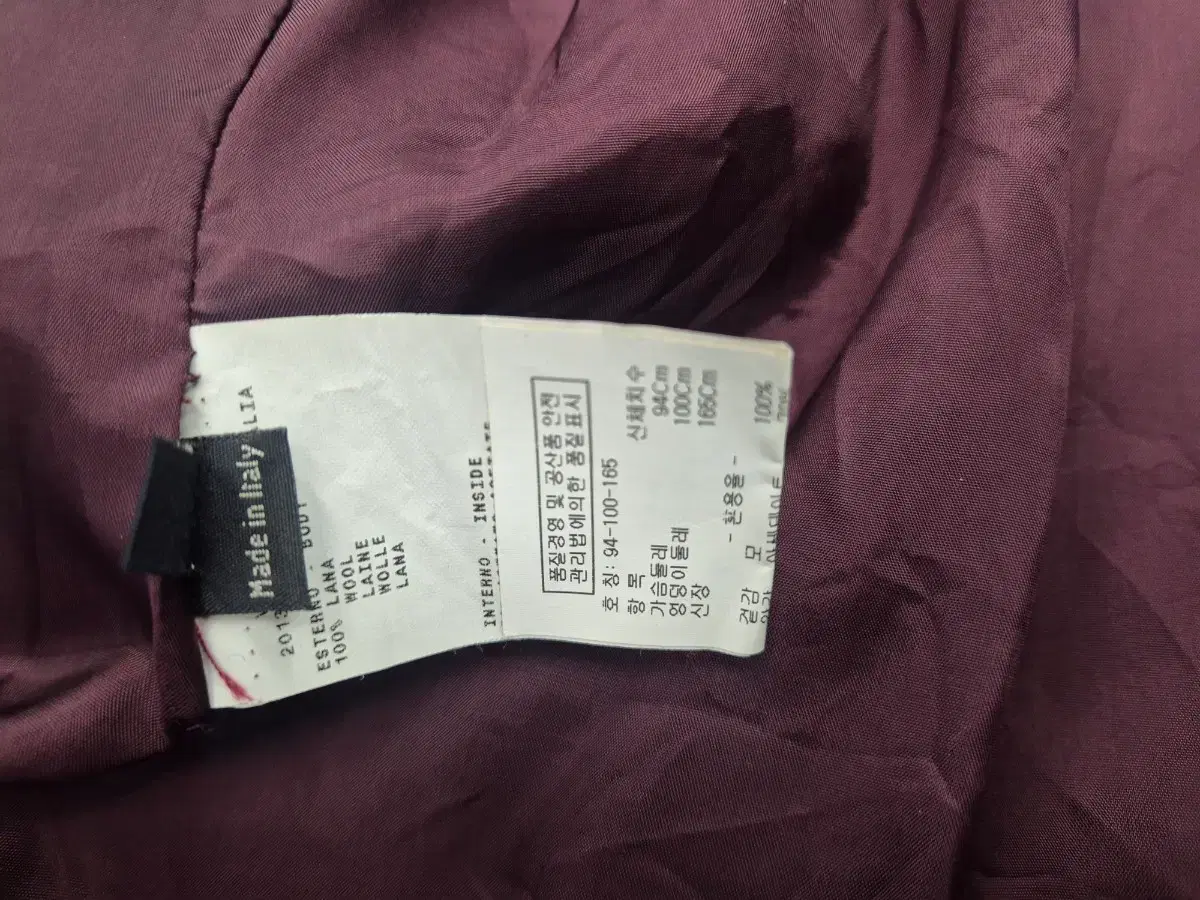 Made in Italy
2013
ESTERNO - BODY
100% LANA
WOOL
LAINE
WOLLE
LANA
INTERNO - INSIDE
품질경영 및 공산품 안전
관리법에의한 품질표시
호 칭: 94-100-165
항 목 신체치수
가슴둘레 94Cm
엉덩이둘레 100Cm
신장 165Cm
- 혼용율 -
겉감 모 100%